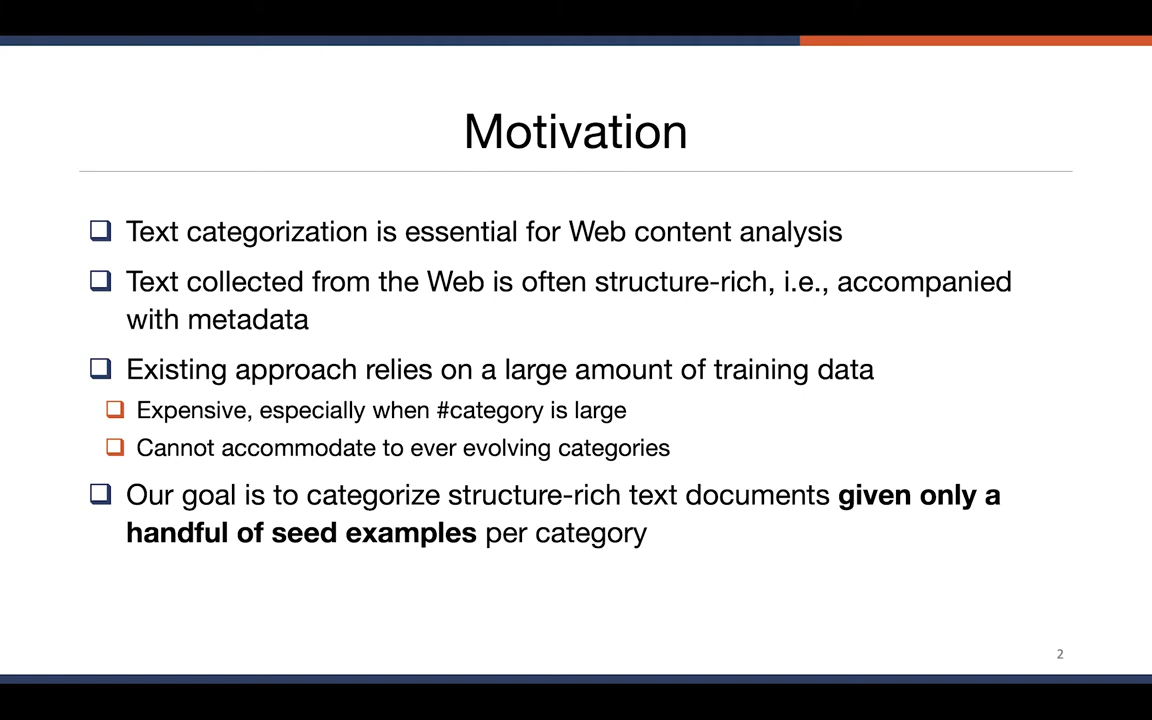 Motivation
Text categorization is essential for Web content analysis
Text collected from the Web is often structure-rich, i.e., accompanied
with metadata
Existing approach relies on a large amount of training data
Expensive, especially when #category is large
Cannot accommodate to ever evolving categories
Our goal is to categorize structure-rich text documents given only a
handful of seed examples per category
2